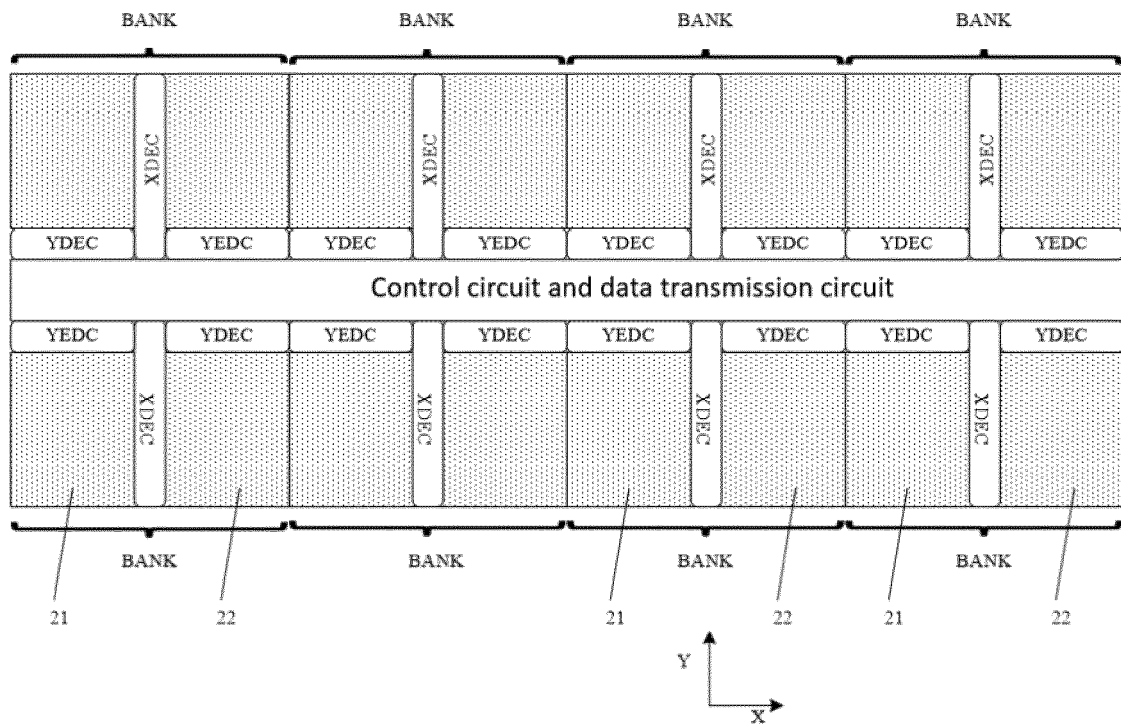 BANK BANK BANK BANK
XDEC XDEC XDEC XDEC
YDEC YEDC YDEC YEDC YDEC YEDC YDEC YEDC
Control circuit and data transmission circuit
YEDC YDEC YEDC YDEC YEDC YDEC YEDC YDEC
XDEC XDEC XDEC XDEC
BANK BANK BANK BANK
21 22 21 22 21 22
Y
X